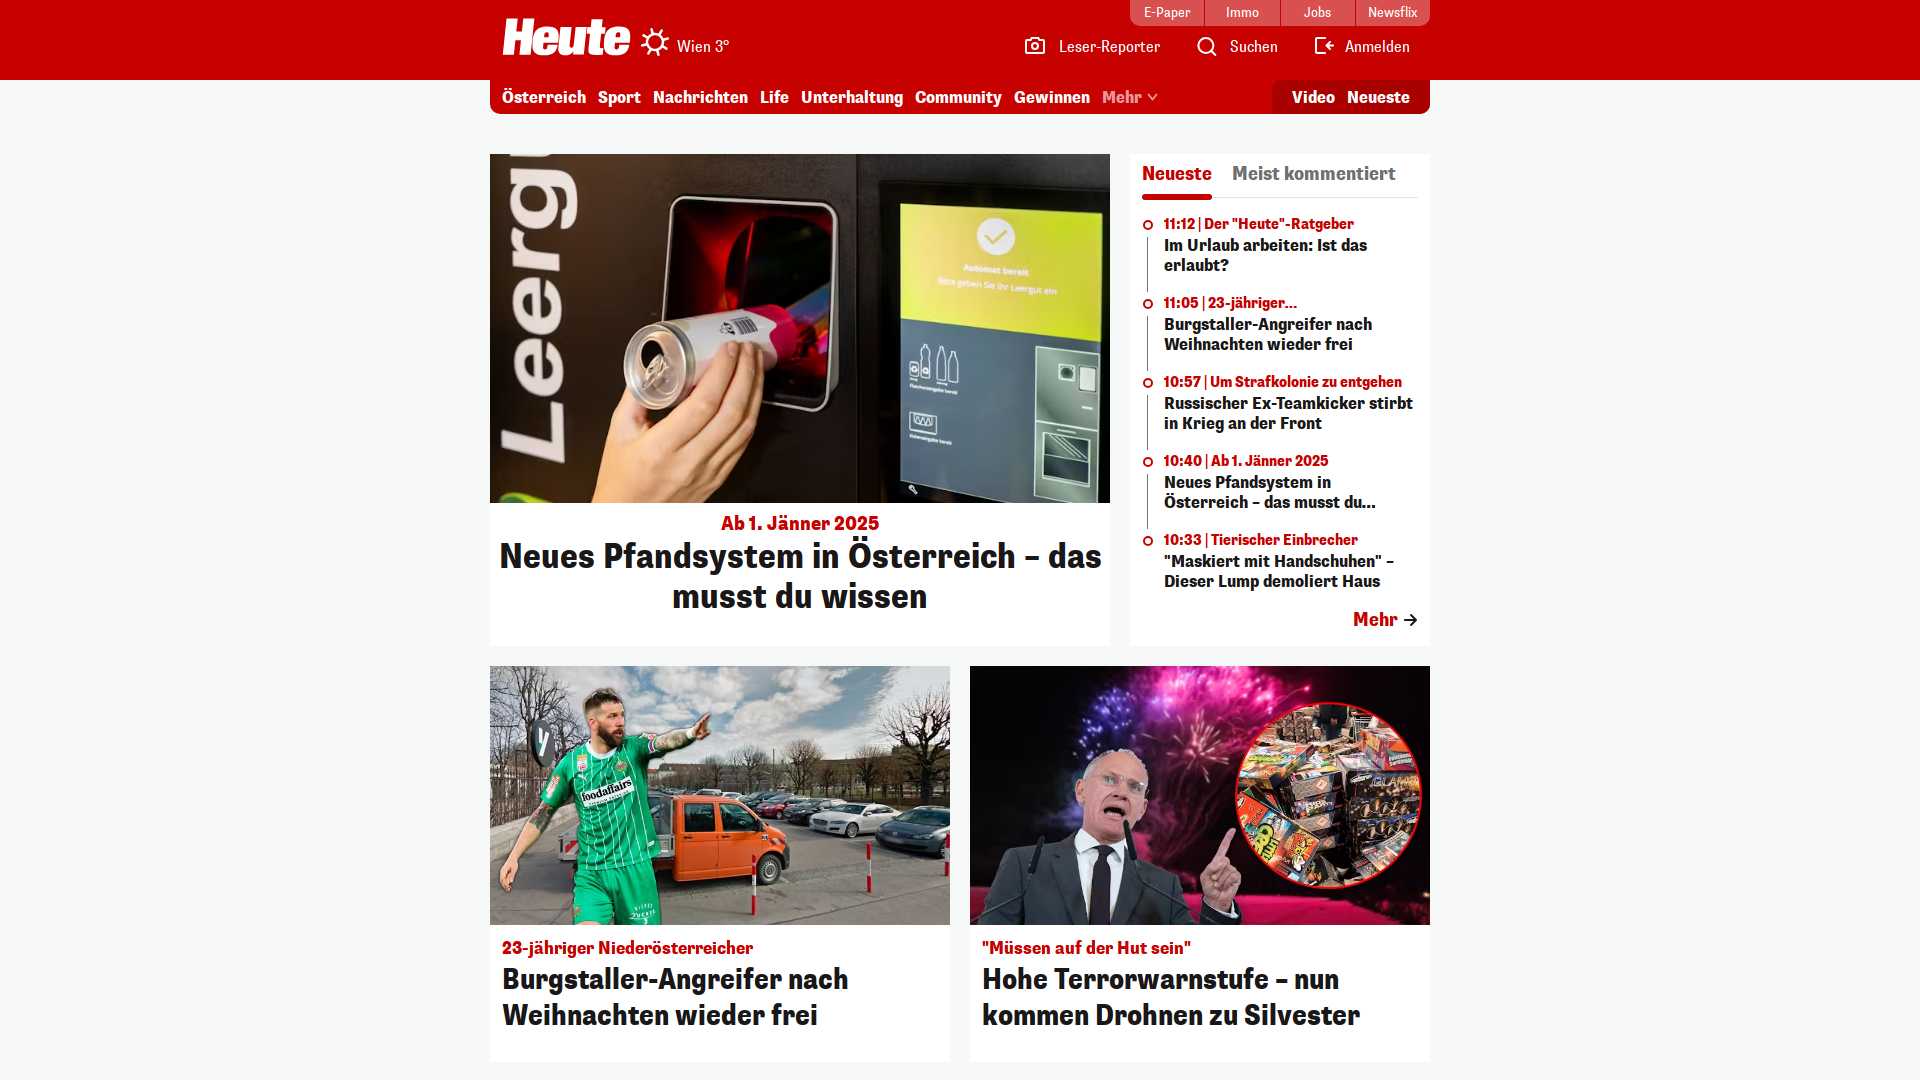 E-Paper
Immo
Jobs
Newsflix
Heute
Wien 3°
Leser-Reporter
Suchen
Anmelden
Österreich
Sport
Nachrichten
Life
Unterhaltung
Community
Gewinnen
Mehr
Video
Neueste
Leergu
Automat bereit
Bitte geben Sie Ihr Leergut ein
Ab 1. Jänner 2025
Neues Pfandsystem in Österreich – das
musst du wissen
Neueste
Meist kommentiert
11:12 | Der "Heute"-Ratgeber
Im Urlaub arbeiten: Ist das
erlaubt?
11:05 | 23-jähriger...
Burgstaller-Angreifer nach
Weihnachten wieder frei
10:57 | Um Strafkolonie zu entgehen
Russischer Ex-Teamkicker stirbt
in Krieg an der Front
10:40 | Ab 1. Jänner 2025
Neues Pfandsystem in
Österreich – das musst du...
10:33 | Tierischer Einbrecher
"Maskiert mit Handschuhen" –
Dieser Lump demoliert Haus
Mehr
foodaffairs
23-jähriger Niederösterreicher
Burgstaller-Angreifer nach
Weihnachten wieder frei
"Müssen auf der Hut sein"
Hohe Terrorwarnstufe – nun
kommen Drohnen zu Silvester